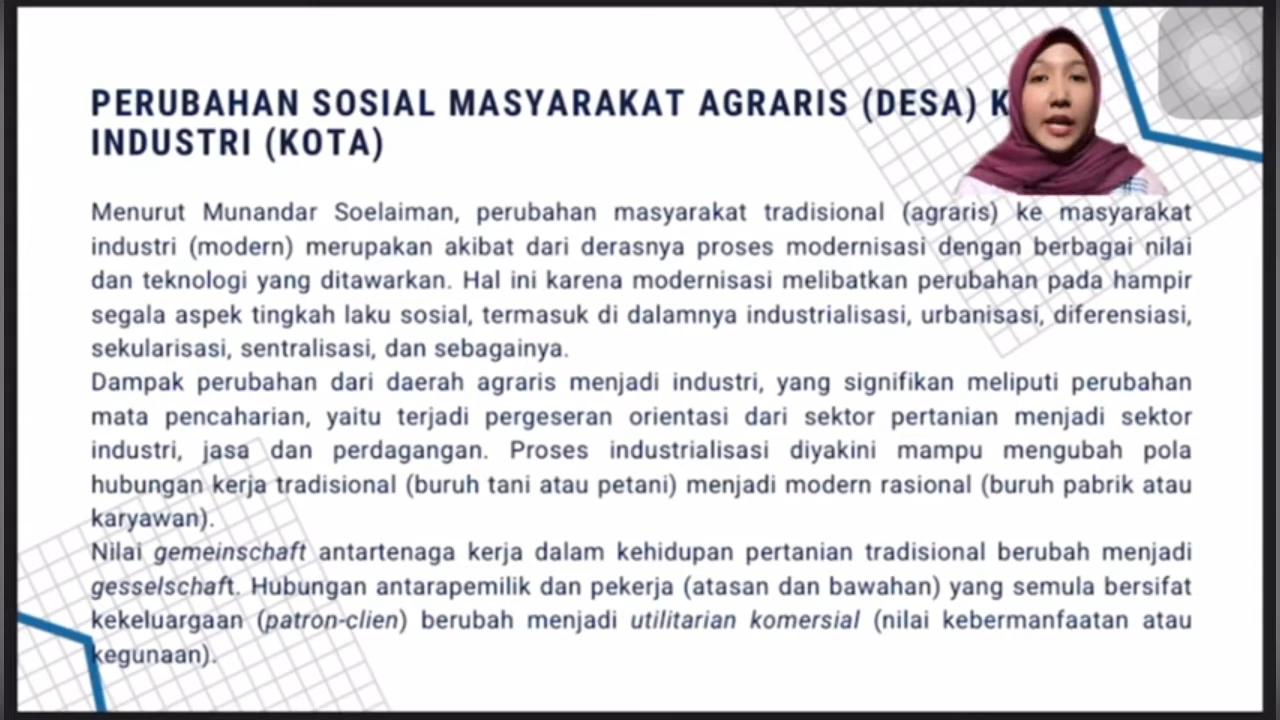 PERUBAHAN SOSIAL MASYARAKAT AGRARIS (DESA)
INDUSTRI (KOTA)
Menurut Munandar Soelaiman, perubahan masyarakat tradisional (agraris) ke masyarakat
industri (modern) merupakan akibat dari derasnya proses modernisasi dengan berbagai nilai
dan teknologi yang ditawarkan. Hal ini karena modernisasi melibatkan perubahan pada hampir
segala aspek tingkah laku sosial, termasuk di dalamnya industrialisasi, urbanisasi, diferensiasi,
sekularisasi, sentralisasi, dan sebagainya.
Dampak perubahan dari daerah agraris menjadi industri, yang signifikan meliputi perubahan
mata pencaharian, yaitu terjadi pergeseran orientasi dari sektor pertanian menjadi sektor
industri, jasa dan perdagangan. Proses industrialisasi diyakini mampu mengubah pola
hubungan kerja tradisional (buruh tani atau petani) menjadi modern rasional (buruh pabrik atau
karyawan).
Nilai gemeinschaft antartenaga kerja dalam kehidupan pertanian tradisional berubah menjadi
gesselschaft. Hubungan antarapemilik dan pekerja (atasan dan bawahan) yang semula bersifat
kekeluargaan (patron-clien) berubah menjadi utilitarian komersial (nilai kebermanfaatan atau
kegunaan).